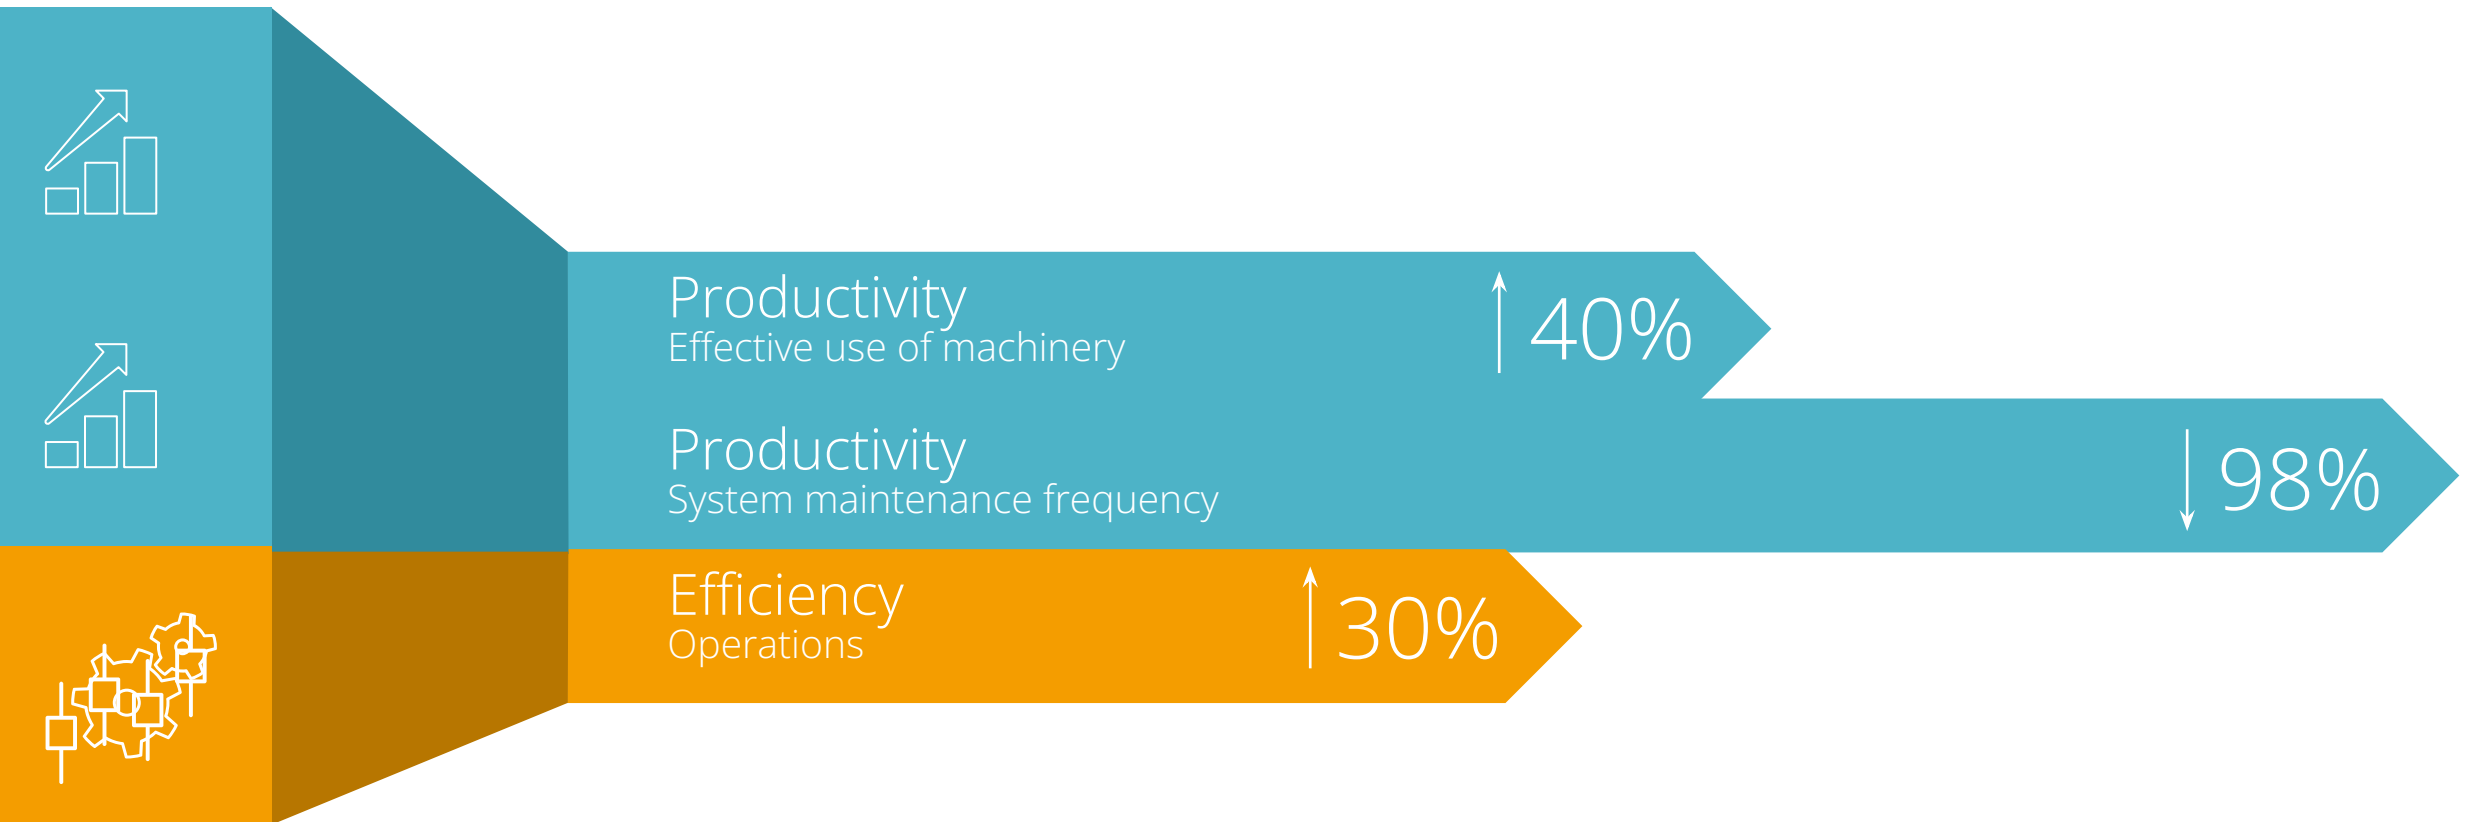 Productivity
Effective use of machinery
40%
Productivity
System maintenance frequency
98%
Efficiency
Operations
30%